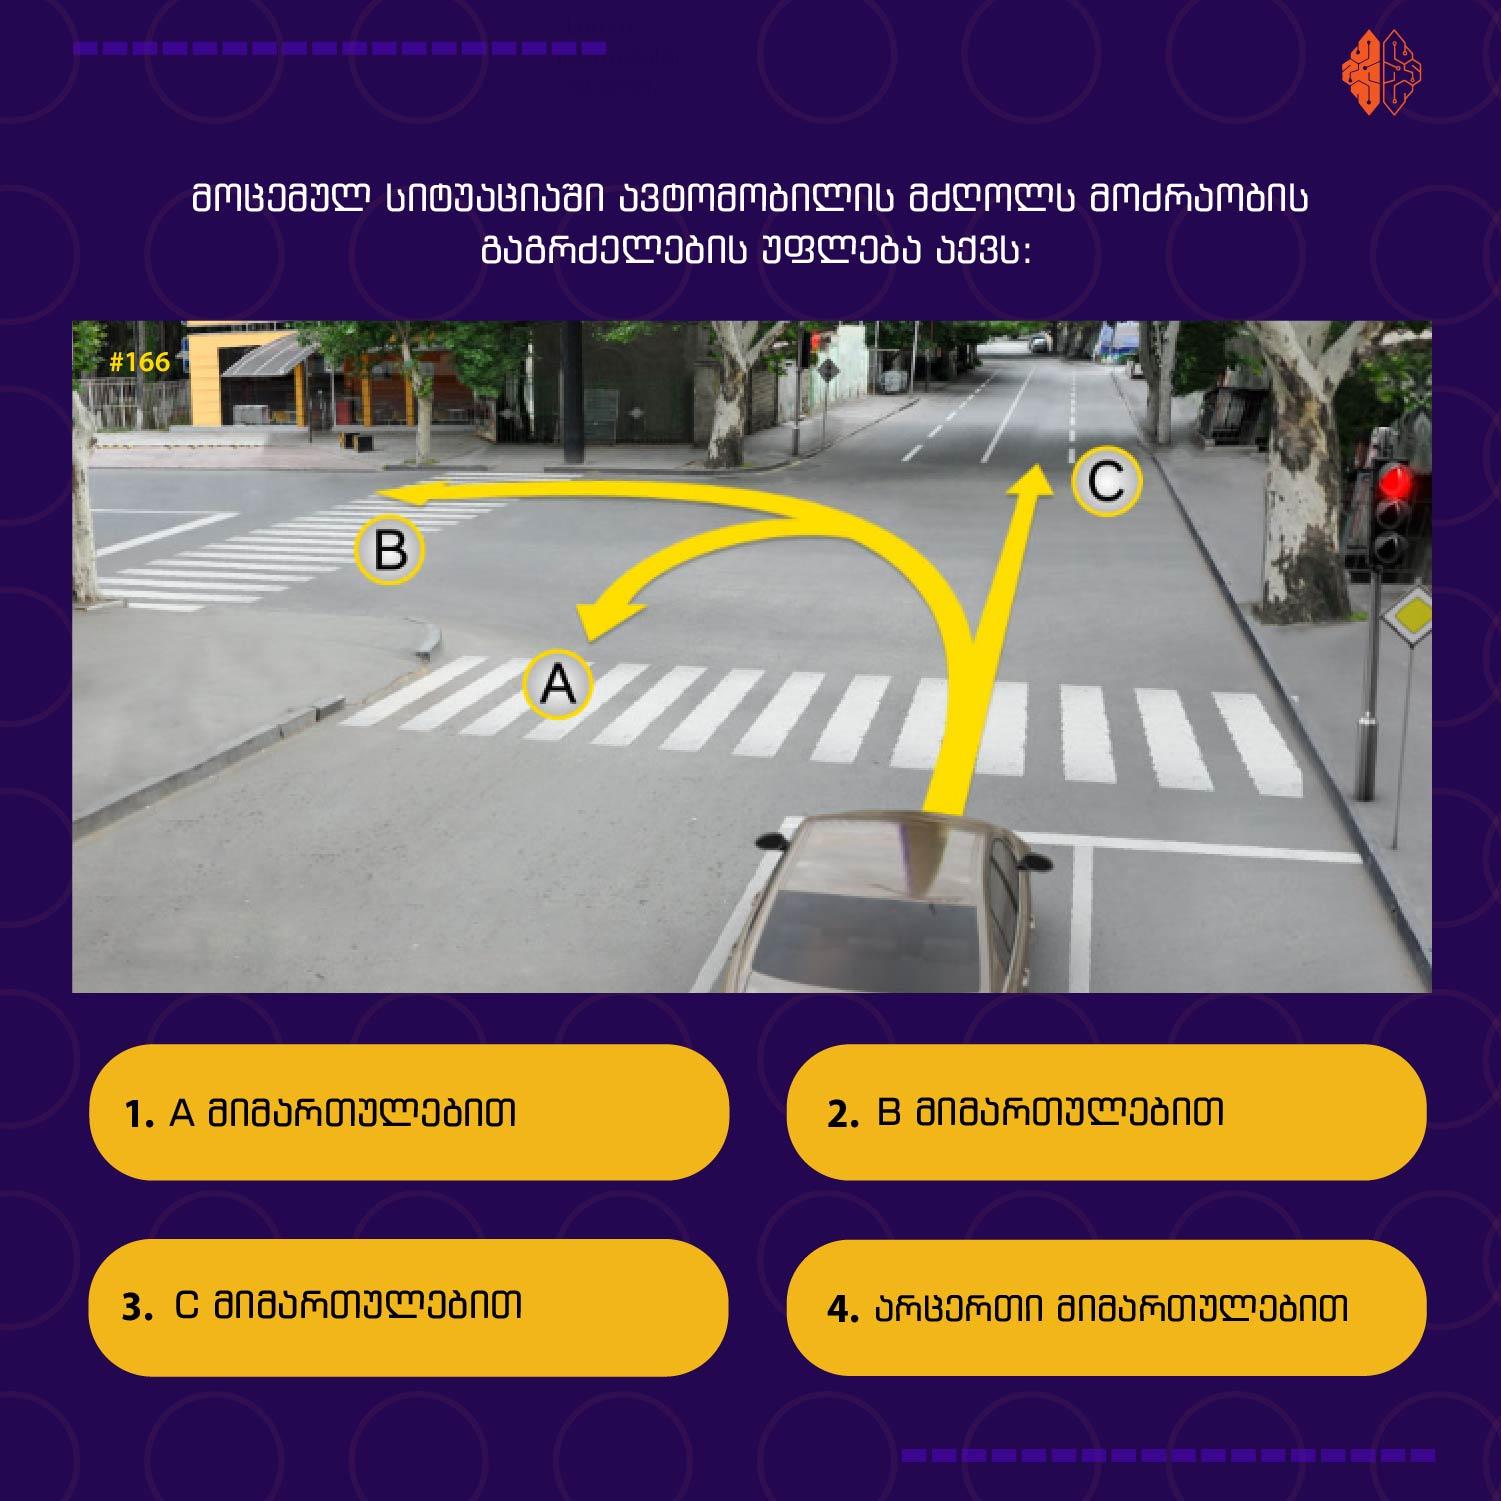 მოცემულ სიტუაციაში ავტომობილის მძღოლს მოძრაობის
გაგრძელების უფლება აქვს:
#166
B
C
A
1. A მიმართულებით
2. B მიმართულებით
3. C მიმართულებით
4. არცერთი მიმართულებით